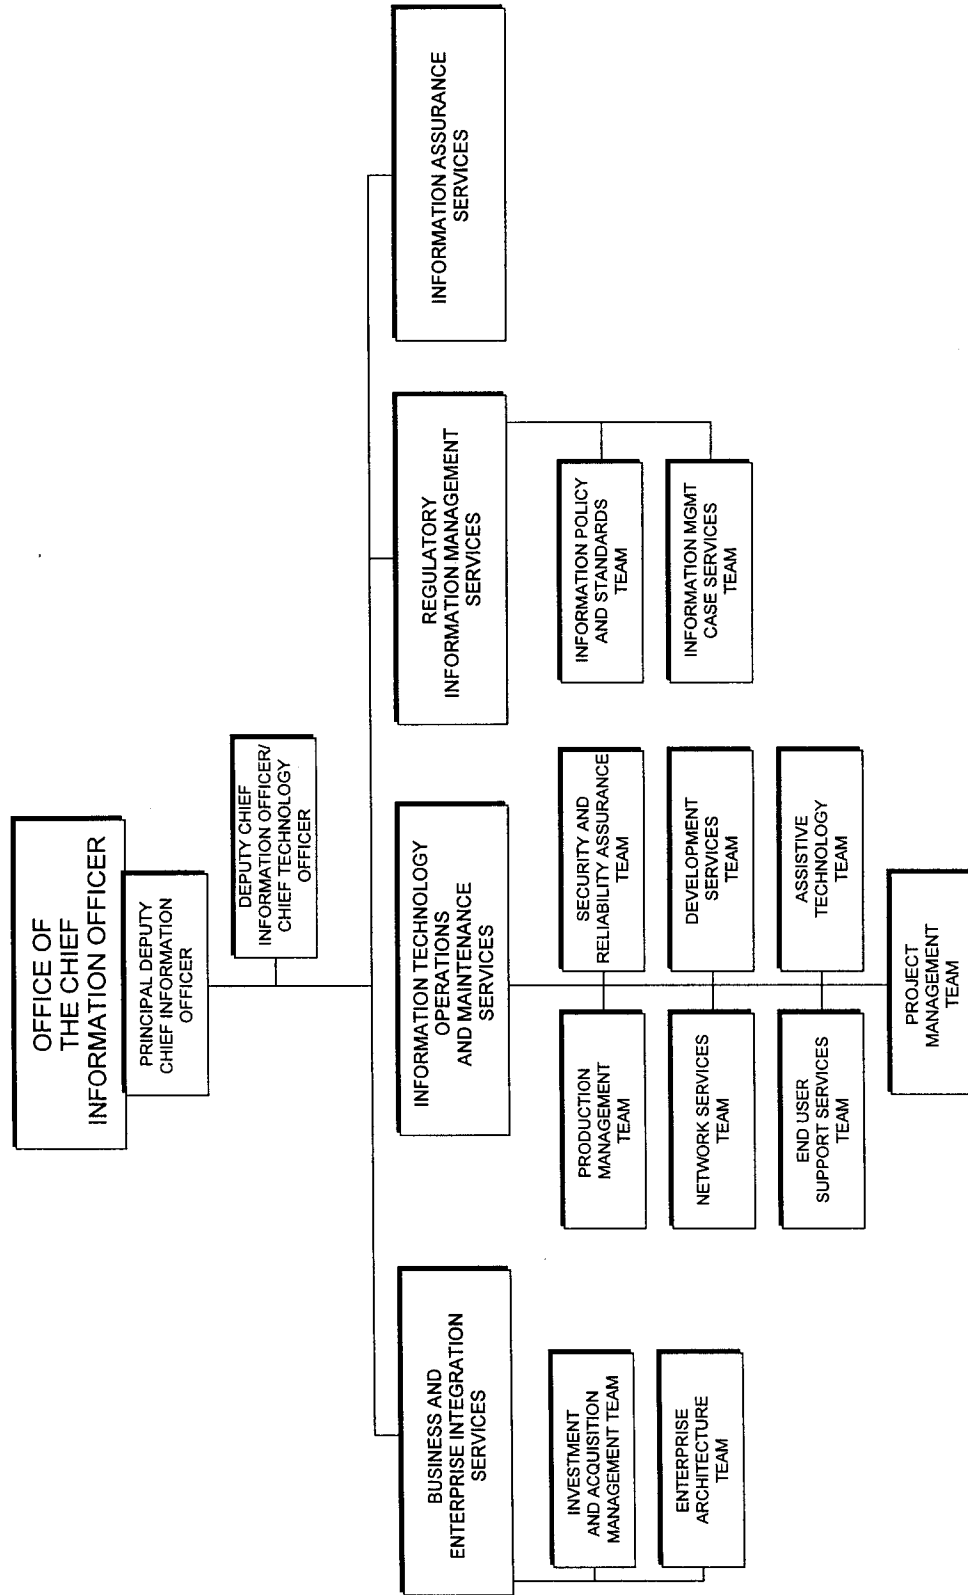 OFFICE OF
THE CHIEF
INFORMATION OFFICER
PRINCIPAL DEPUTY
CHIEF INFORMATION
OFFICER
DEPUTY CHIEF
INFORMATION OFFICER/
CHIEF TECHNOLOGY
OFFICER
BUSINESS AND
ENTERPRISE INTEGRATION
SERVICES
INVESTMENT
AND ACQUISITION
MANAGEMENT TEAM
ENTERPRISE
ARCHITECTURE
TEAM
INFORMATION TECHNOLOGY
OPERATIONS
AND MAINTENANCE
SERVICES
PRODUCTION
MANAGEMENT
TEAM
SECURITY AND
RELIABILITY ASSURANCE
TEAM
NETWORK SERVICES
TEAM
DEVELOPMENT
SERVICES
TEAM
END USER
SUPPORT SERVICES
TEAM
ASSISTIVE
TECHNOLOGY
TEAM
PROJECT
MANAGEMENT
TEAM
REGULATORY
INFORMATION MANAGEMENT
SERVICES
INFORMATION POLICY
AND STANDARDS
TEAM
INFORMATION MGMT
CASE SERVICES
TEAM
INFORMATION ASSURANCE
SERVICES